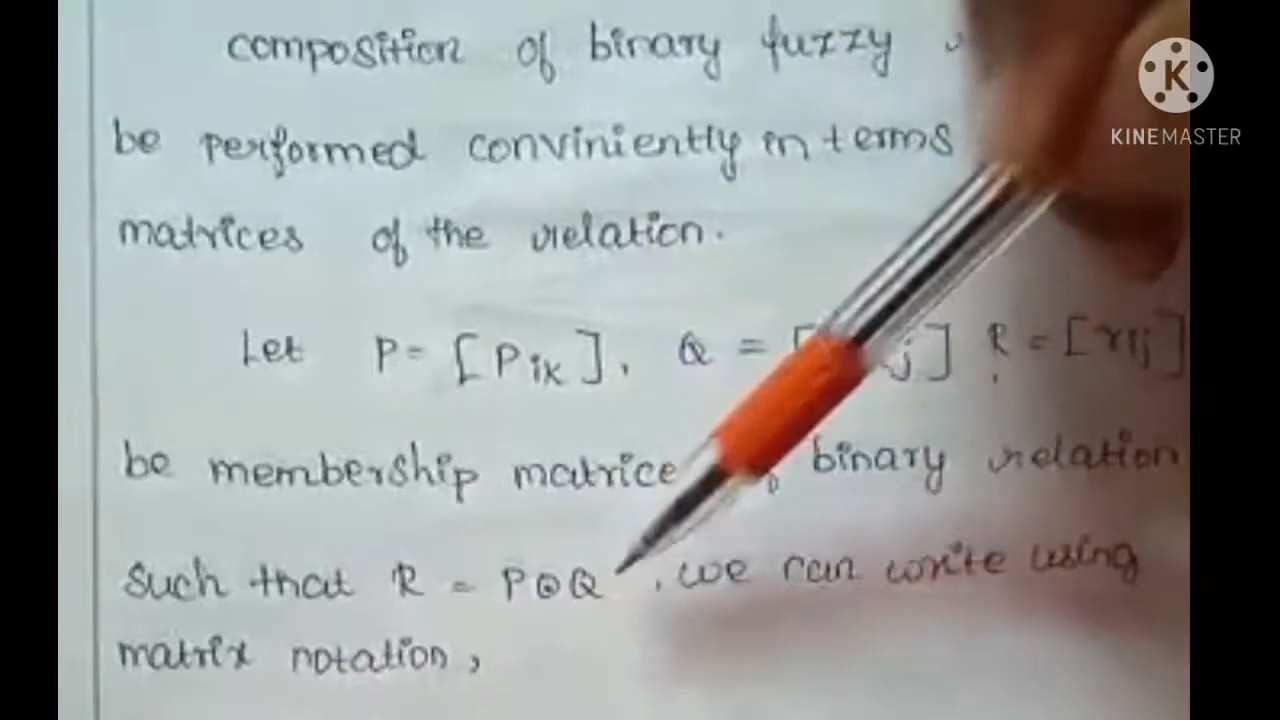 composition of binary fuzzy
be performed conviniently in terms
matrices of the relation.
Let P = [Pik], Q = [ j] R = [rij]
be membership matrice binary relation
such that R = P⊙Q , we can write using
matrix notation,
KINEMASTER